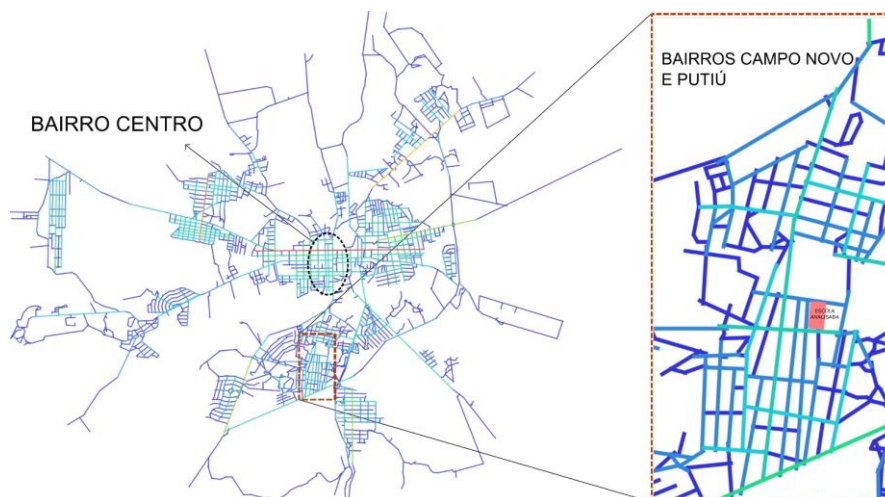 BAIRRO CENTRO
BAIRROS CAMPO NOVO
E PUTIÚ
ESCOLA
ANALISADA